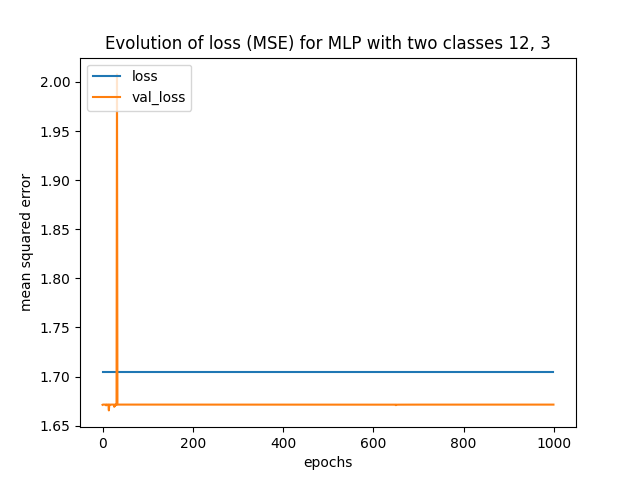 Evolution of loss (MSE) for MLP with two classes 12, 3
loss
val_loss
2.00
1.95
1.90
1.85
1.80
1.75
1.70
1.65
mean squared error
0
200
400
600
800
1000
epochs